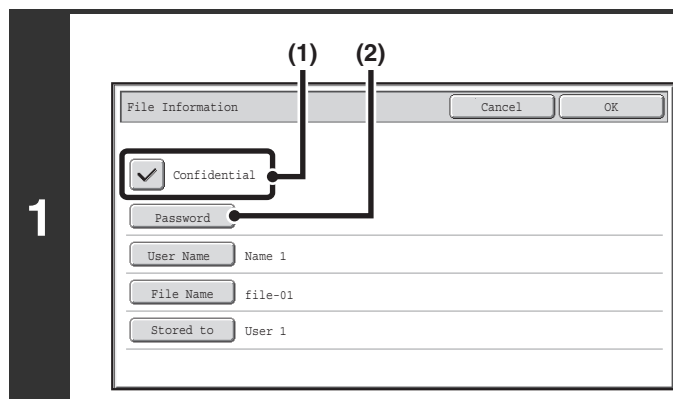 (1) (2)
File Information Cancel OK
Confidential
1
Password
User Name Name 1
File Name file-01
Stored to User 1